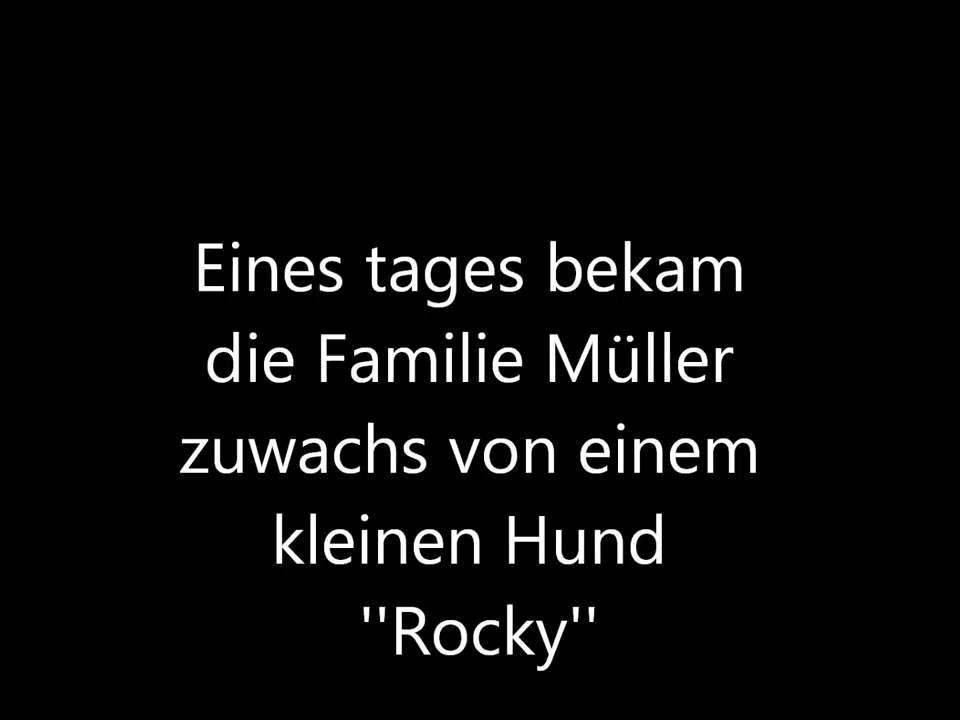 Eines tages bekam
die Familie Müller
zuwachs von einem
kleinen Hund
''Rocky''